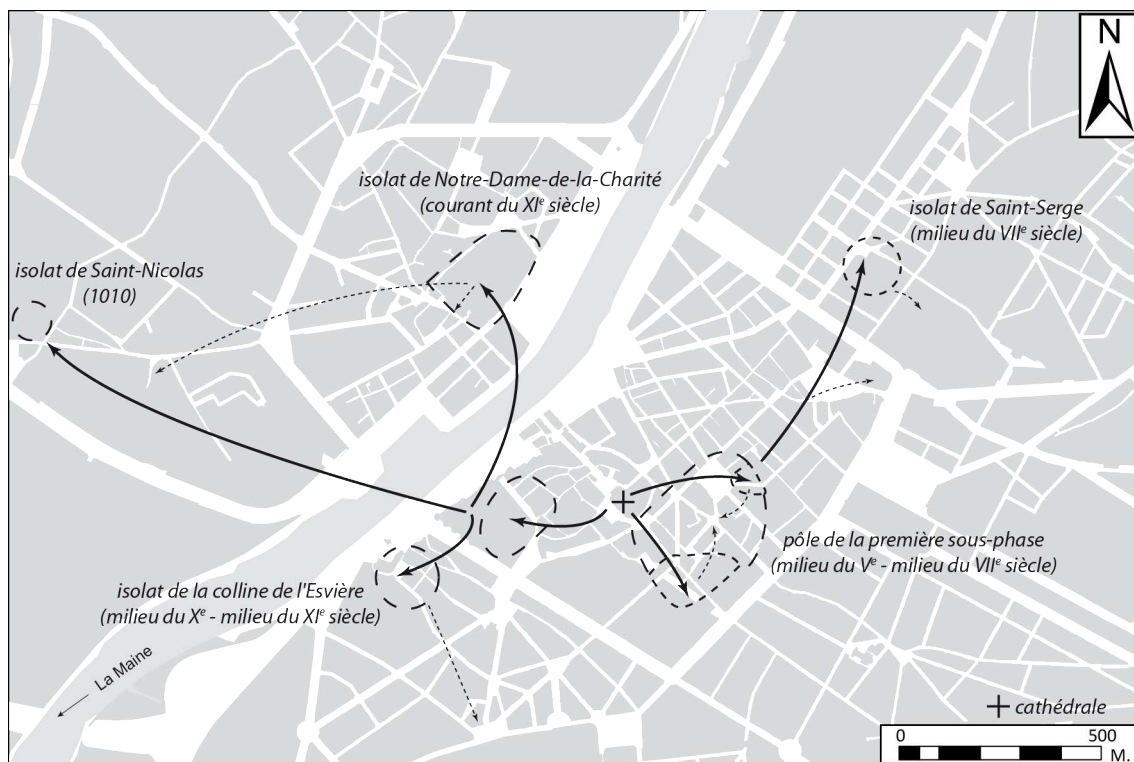 N
isolat de Notre-Dame-de-la-Charité
(courant du XIe siècle)
isolat de Saint-Serge
(milieu du VIIe siècle)
isolat de Saint-Nicolas
(1010)
pôle de la première sous-phase
(milieu du Ve - milieu du VIIe siècle)
isolat de la colline de l'Esvière
(milieu du Xe - milieu du XIe siècle)
La Maine
cathédrale
0 500
M.